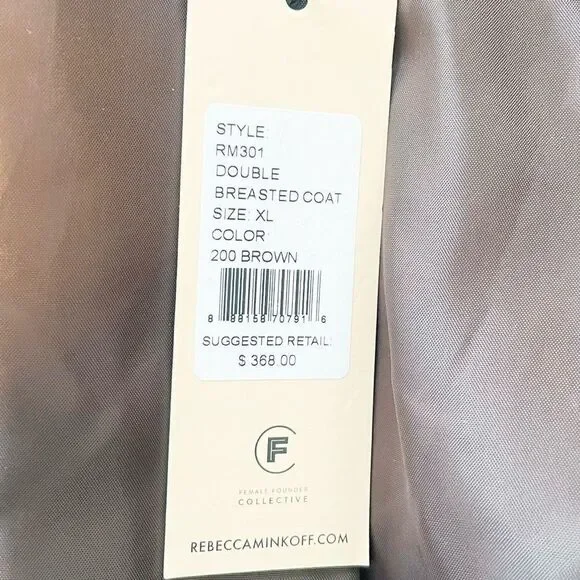 STYLE:
RM301
DOUBLE
BREASTED COAT
SIZE: XL
COLOR:
200 BROWN
8 88158 70791 6
SUGGESTED RETAIL:
$ 368.00
F
FEMALE FOUNDER
COLLECTIVE
REBECCAMINKOFF.COM